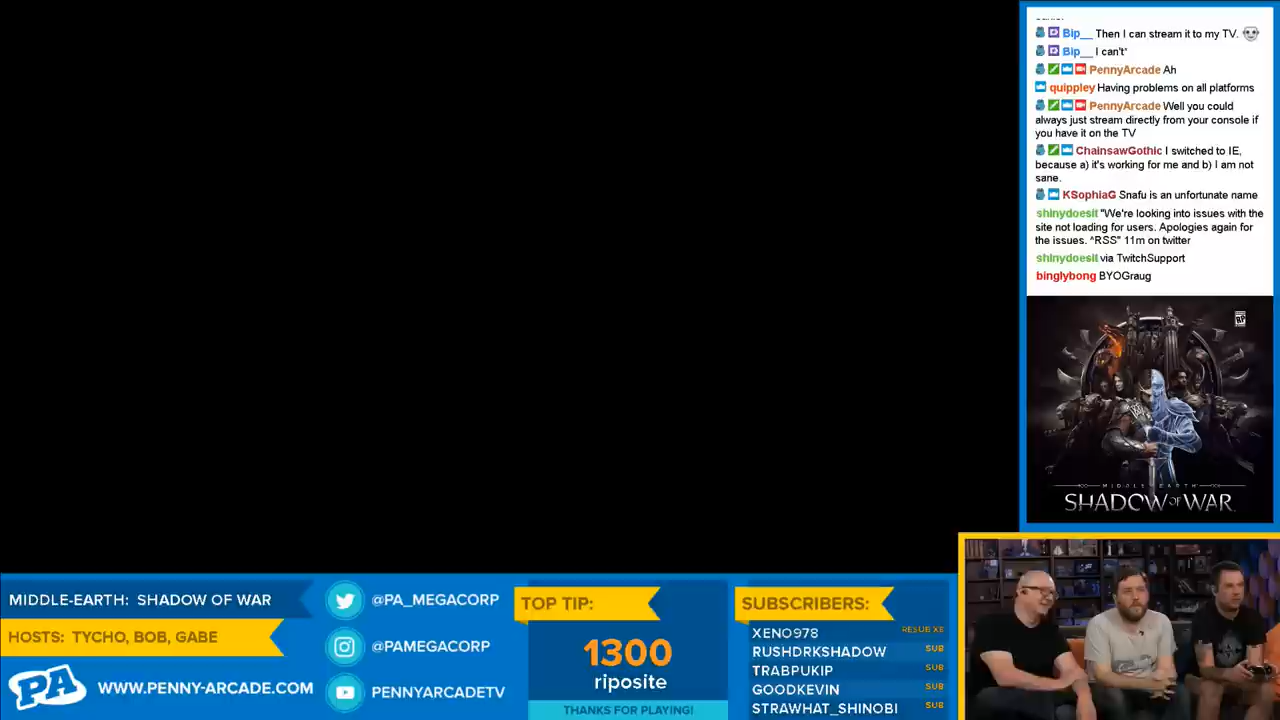 Bip__ Then I can stream it to my TV.
Bip__ I can't*
PennyArcade Ah
quippley Having problems on all platforms
PennyArcade Well you could
always just stream directly from your console if
you have it on the TV
ChainsawGothic I switched to IE,
because a) it's working for me and b) I am not
sane.
KSophiaG Snafu is an unfortunate name
shinydoesit "We're looking into issues with the
site not loading for users. Apologies again for
the issues. ^RSS" 11m on twitter
shinydoesit via TwitchSupport
binglybong BYOGraug
MIDDLE-EARTH
SHADOW OF WAR
MIDDLE-EARTH: SHADOW OF WAR
HOSTS: TYCHO, BOB, GABE
PA
WWW.PENNY-ARCADE.COM
@PA_MEGACORP
@PAMEGACORP
PENNYARCADETV
TOP TIP:
1300
riposite
THANKS FOR PLAYING!
SUBSCRIBERS:
XENO978 RESUB X8
RUSHDRKSHADOW SUB
TRABPUKIP SUB
GOODKEVIN SUB
STRAWHAT_SHINOBI SUB